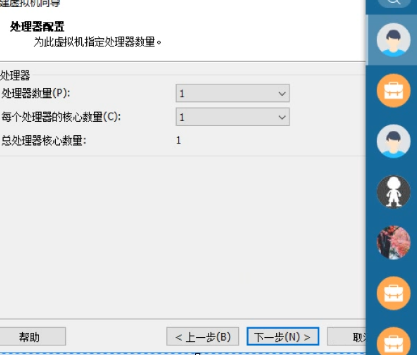 建虚拟机向导
处理器配置
为此虚拟机指定处理器数量。
处理器
处理器数量(P): 1
每个处理器的核心数量(C): 1
总处理器核心数量: 1
帮助 < 上一步(B) 下一步(N) > 取